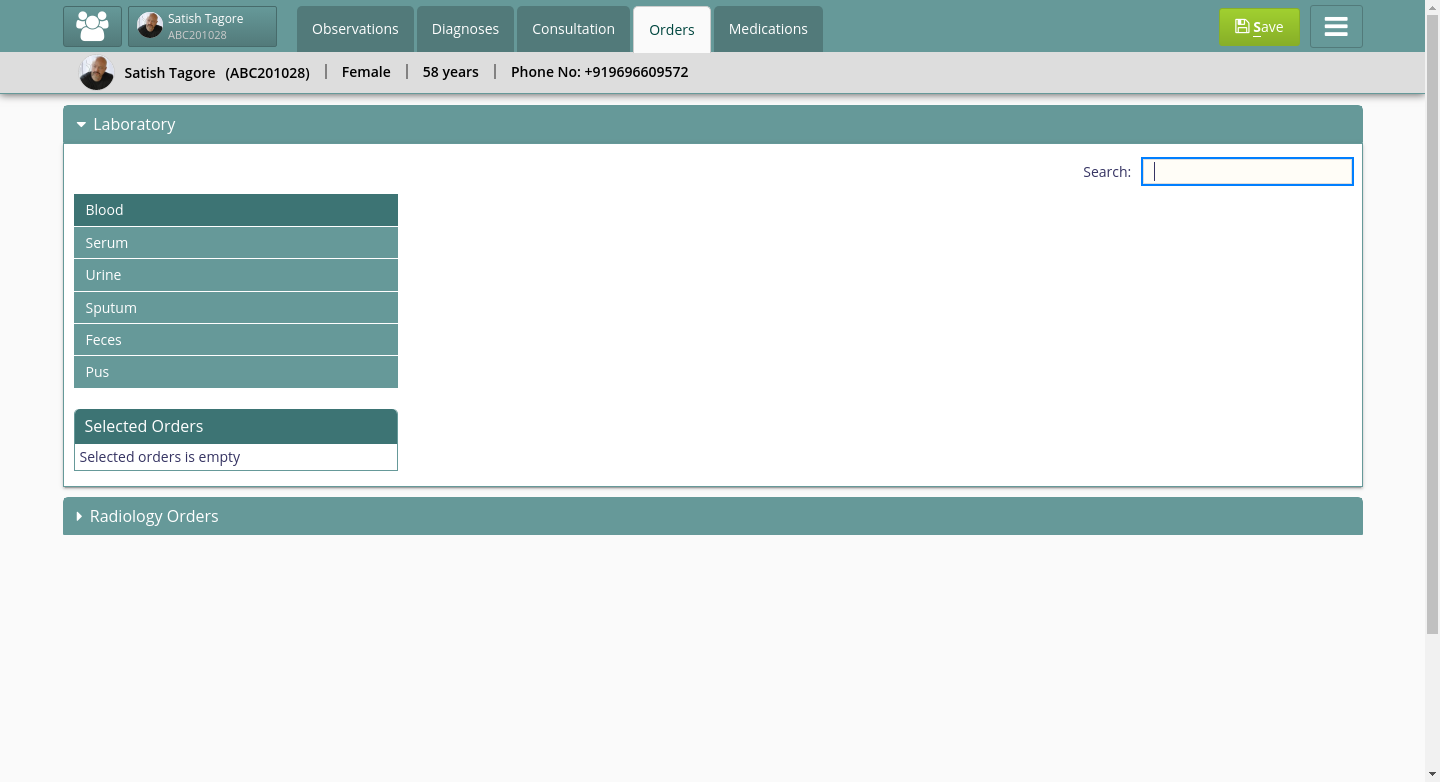 Satish Tagore
ABC201028
Observations
Diagnoses
Consultation
Orders
Medications
Save
Satish Tagore (ABC201028) | Female | 58 years | Phone No: +919696609572
Laboratory
Search:
Blood
Serum
Urine
Sputum
Feces
Pus
Selected Orders
Selected orders is empty
Radiology Orders